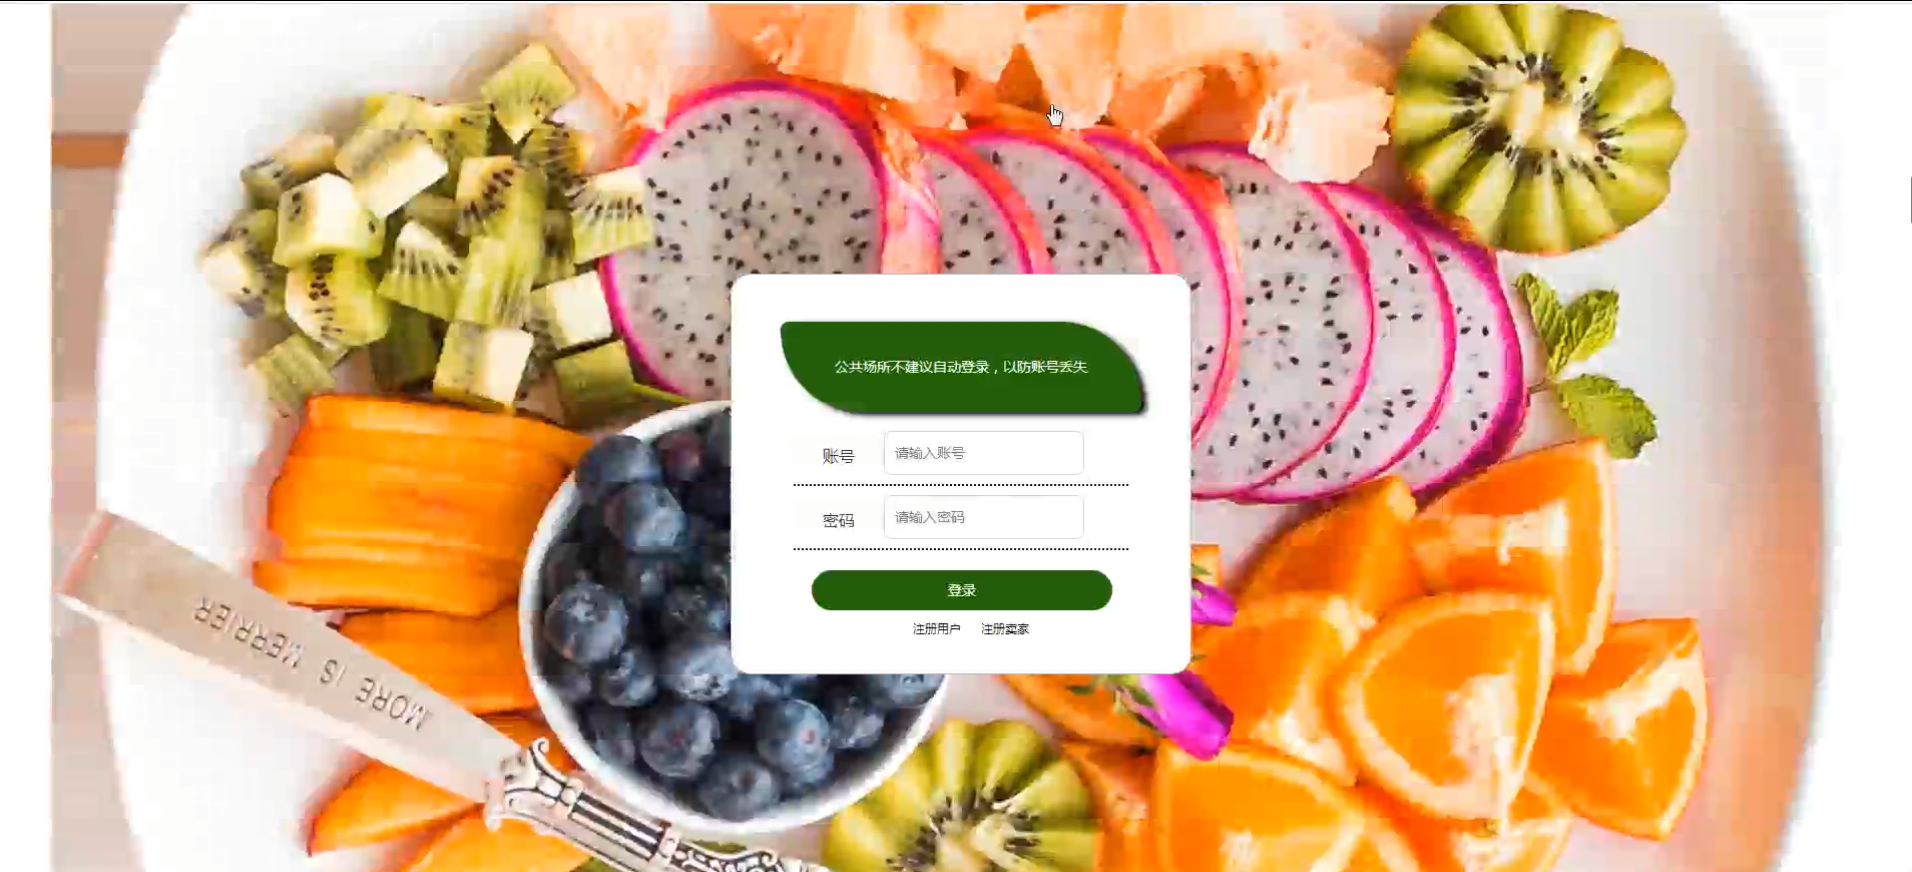 公共场所不建议自动登录，以防账号丢失
账号 请输入账号
密码 请输入密码
登录
注册用户 注册卖家
MORE IS MERRIER